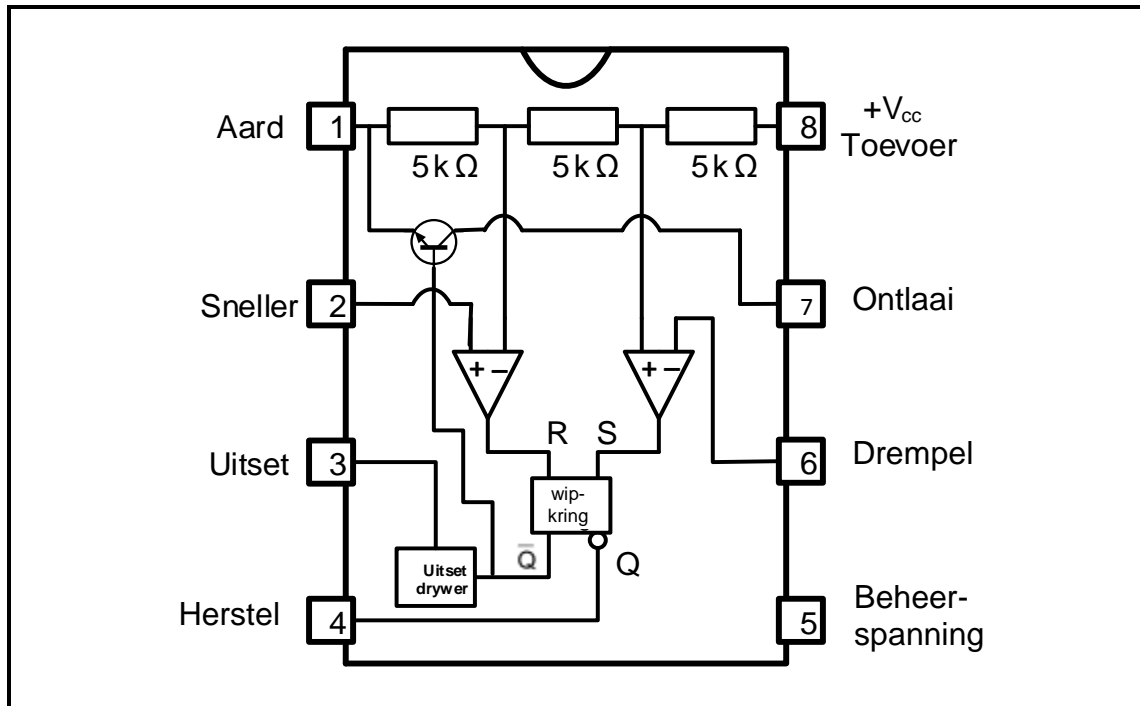 Aard
1
5 k Ω
5 k Ω
5 k Ω
8
+Vcc
Toevoer
Sneller
2
7
Ontlaai
+ −
+ −
R
S
Uitset
3
wip-
kring
6
Drempel
Q̅
Q
Uitset
drywer
Herstel
4
5
Beheer-
spanning